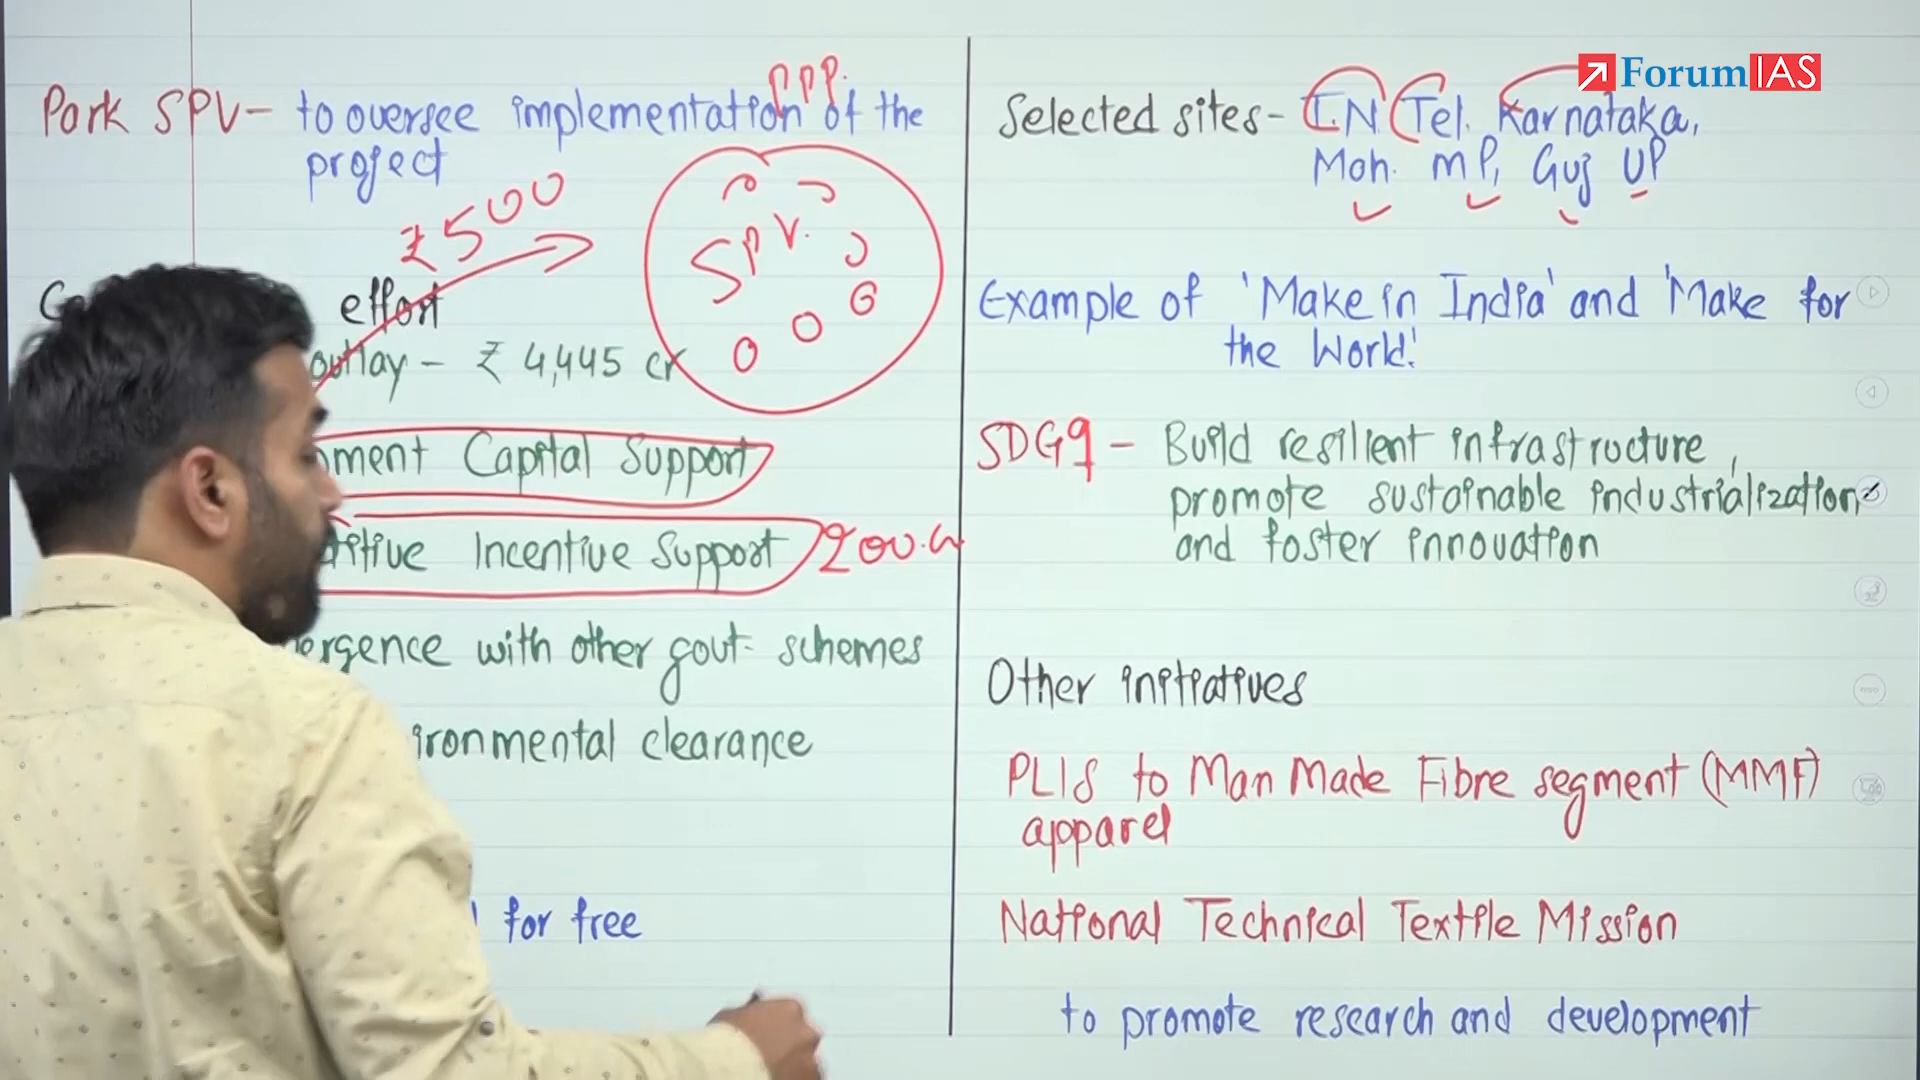 ForumIAS
Park SPV- to oversee implementation of the
project
PPP.
₹500
SPV.
effort
outlay - ₹ 4,445 cr
Capital Support
Incentive Support
200.cr
with other govt. schemes
clearance
for free
Selected sites- T.N Tel. Karnataka,
Mah. MP, Guj UP
Example of 'Make in India' and 'Make for
the World!
SDG9 - Build resilient infrastructure,
promote sustainable industrialization
and foster innovation
Other initiatives
PLIS to Man Made Fibre segment (MMF)
apparel
National Technical Textile Mission
to promote research and development